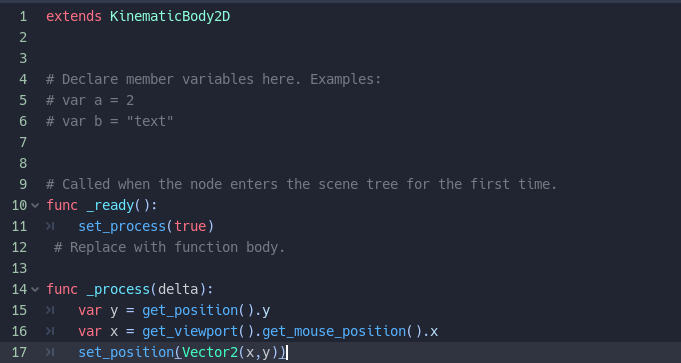 1 extends KinematicBody2D
2
3
4 # Declare member variables here. Examples:
5 # var a = 2
6 # var b = "text"
7
8
9 # Called when the node enters the scene tree for the first time.
10 func _ready():
11 set_process(true)
12 # Replace with function body.
13
14 func _process(delta):
15 var y = get_position().y
16 var x = get_viewport().get_mouse_position().x
17 set_position(Vector2(x,y))